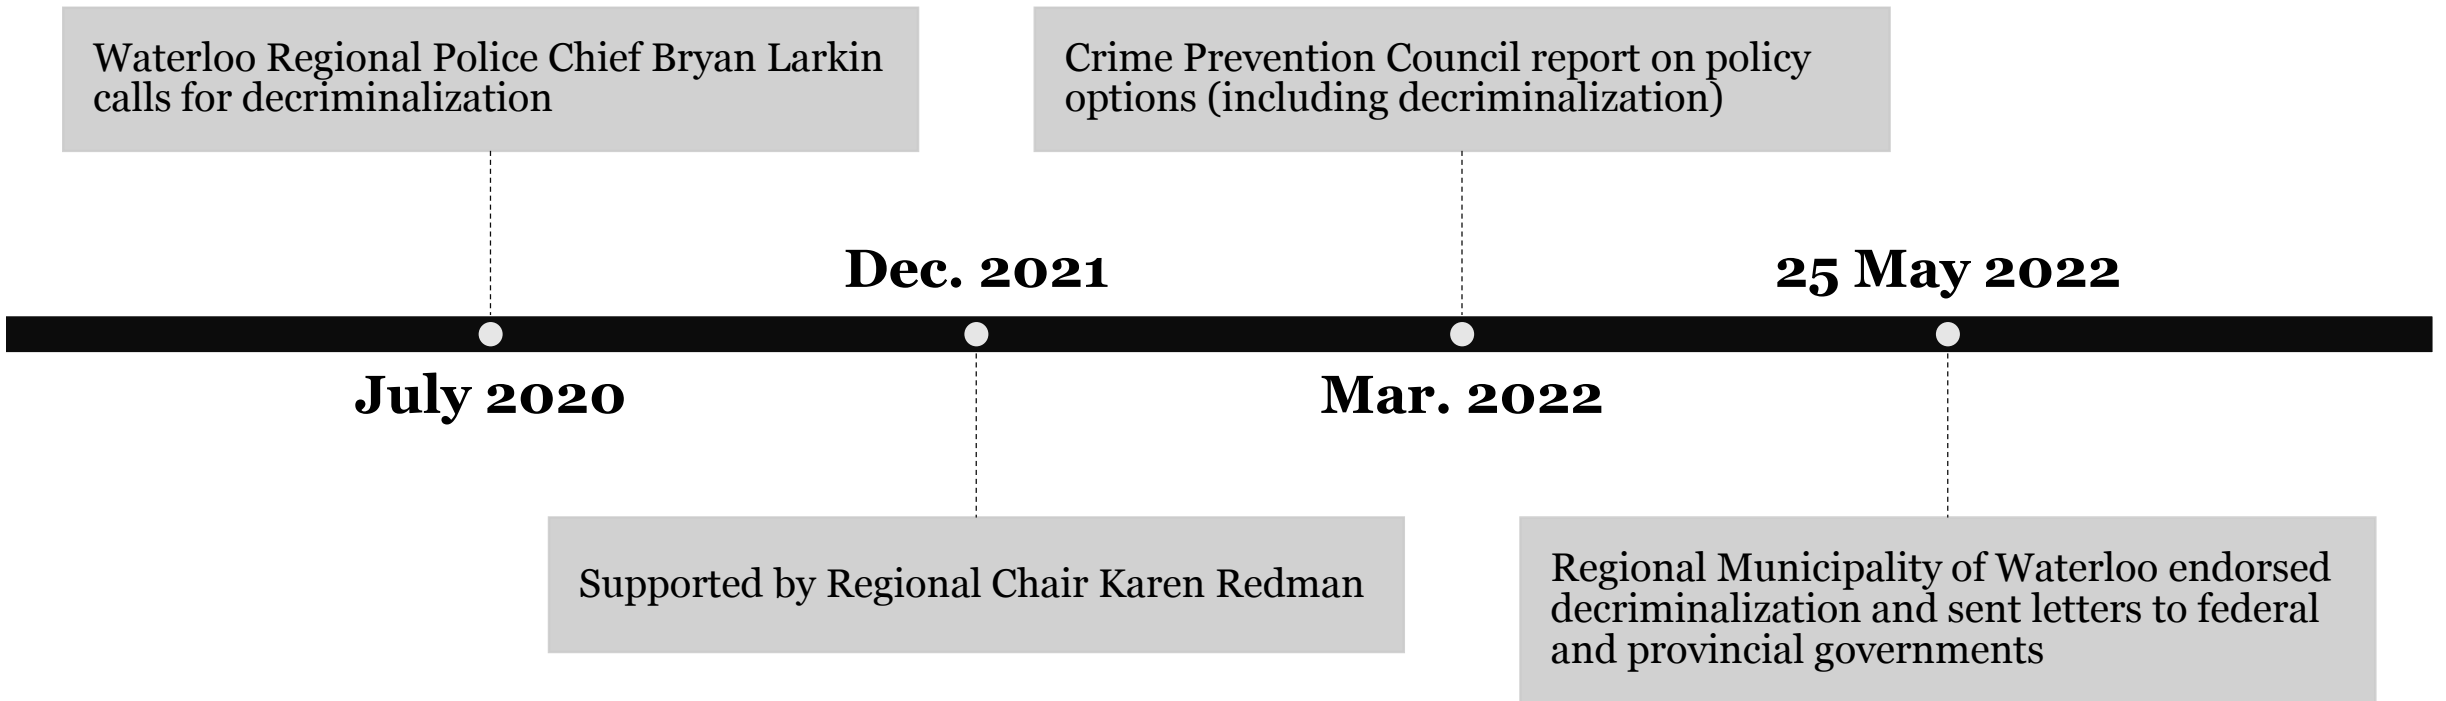 Waterloo Regional Police Chief Bryan Larkin
calls for decriminalization
Crime Prevention Council report on policy
options (including decriminalization)
Dec. 2021
25 May 2022
July 2020
Mar. 2022
Supported by Regional Chair Karen Redman
Regional Municipality of Waterloo endorsed
decriminalization and sent letters to federal
and provincial governments